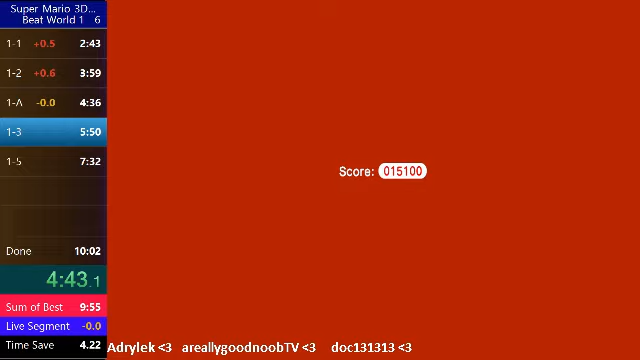 Super Mario 3D...
Beat World 1 6
1-1 +0.5 2:43
1-2 +0.6 3:59
1-A -0.0 4:36
1-3 5:50
1-5 7:32
Done 10:02
4:43.1
Sum of Best 9:55
Live Segment -0.0
Time Save 4.22
Score: 015100
Adrylek <3 areallygoodnoobTV <3 doc131313 <3